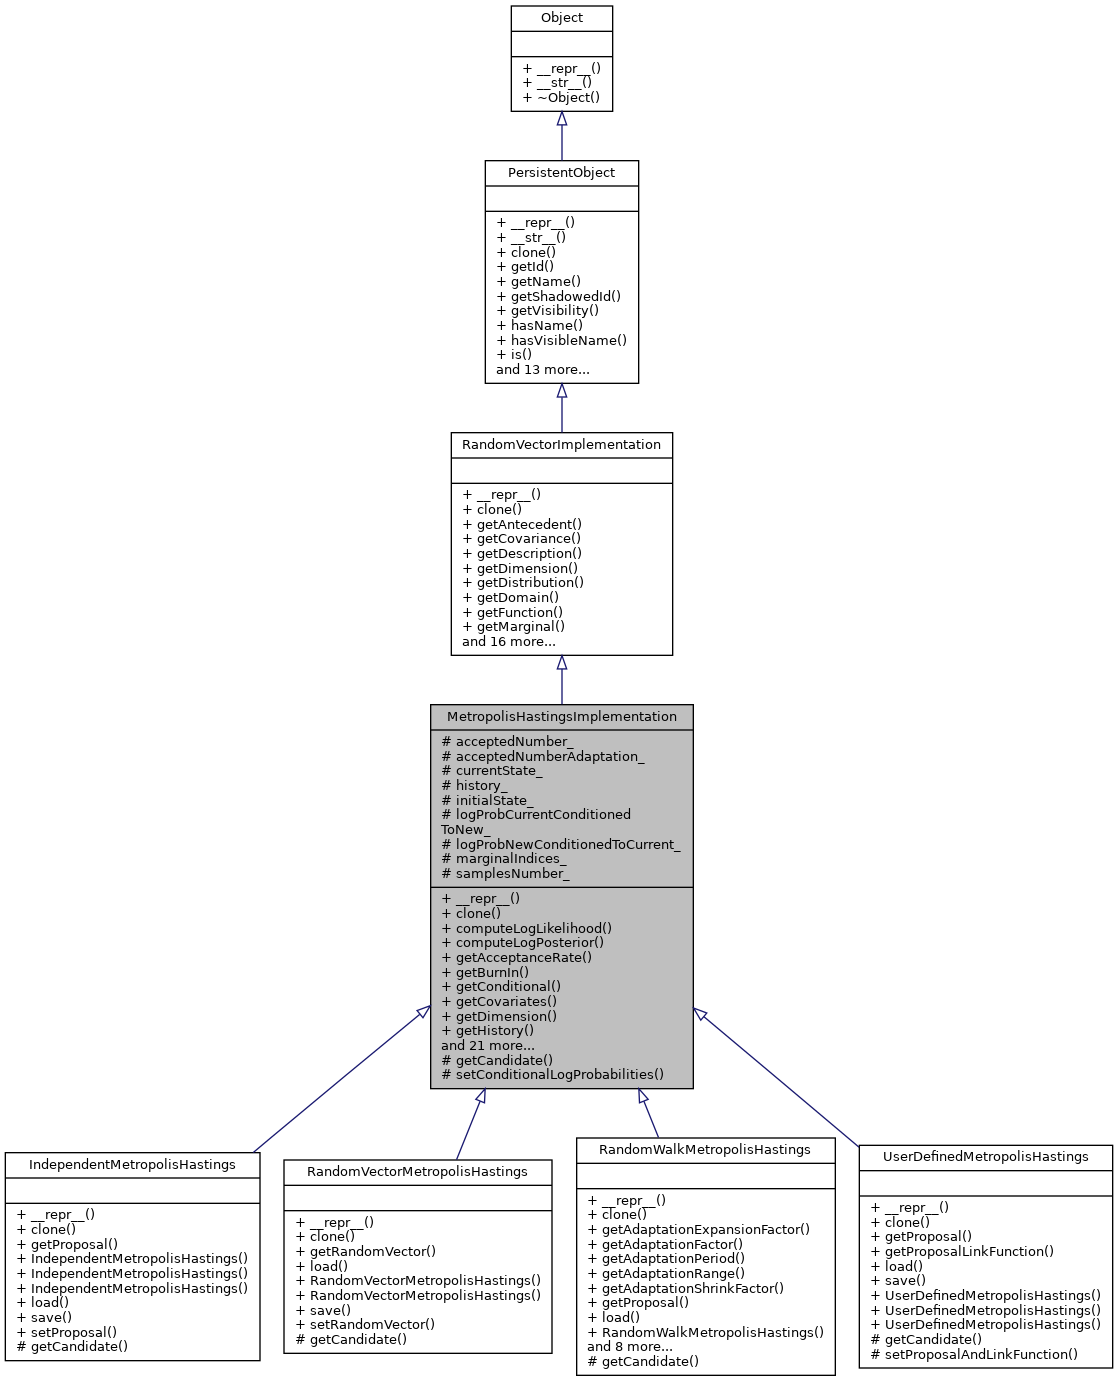 Object
+ __repr__()
+ __str__()
+ ~Object()
PersistentObject
+ __repr__()
+ __str__()
+ clone()
+ getId()
+ getName()
+ getShadowedId()
+ getVisibility()
+ hasName()
+ hasVisibleName()
+ is()
and 13 more...
RandomVectorImplementation
+ __repr__()
+ clone()
+ getAntecedent()
+ getCovariance()
+ getDescription()
+ getDimension()
+ getDistribution()
+ getDomain()
+ getFunction()
+ getMarginal()
and 16 more...
MetropolisHastingsImplementation
# acceptedNumber_
# acceptedNumberAdaptation_
# currentState_
# history_
# initialState_
# logProbCurrentConditioned
ToNew_
# logProbNewConditionedToCurrent_
# marginalIndices_
# samplesNumber_
+ __repr__()
+ clone()
+ computeLogLikelihood()
+ computeLogPosterior()
+ getAcceptanceRate()
+ getBurnIn()
+ getConditional()
+ getCovariates()
+ getDimension()
+ getHistory()
and 21 more...
# getCandidate()
# setConditionalLogProbabilities()
IndependentMetropolisHastings
+ __repr__()
+ clone()
+ getProposal()
+ IndependentMetropolisHastings()
+ IndependentMetropolisHastings()
+ IndependentMetropolisHastings()
+ load()
+ save()
+ setProposal()
# getCandidate()
RandomVectorMetropolisHastings
+ __repr__()
+ clone()
+ getRandomVector()
+ load()
+ RandomVectorMetropolisHastings()
+ RandomVectorMetropolisHastings()
+ save()
+ setRandomVector()
# getCandidate()
RandomWalkMetropolisHastings
+ __repr__()
+ clone()
+ getAdaptationExpansionFactor()
+ getAdaptationFactor()
+ getAdaptationPeriod()
+ getAdaptationRange()
+ getAdaptationShrinkFactor()
+ getProposal()
+ load()
+ RandomWalkMetropolisHastings()
and 8 more...
# getCandidate()
UserDefinedMetropolisHastings
+ __repr__()
+ clone()
+ getProposal()
+ getProposalLinkFunction()
+ load()
+ save()
+ UserDefinedMetropolisHastings()
+ UserDefinedMetropolisHastings()
+ UserDefinedMetropolisHastings()
# getCandidate()
# setProposalAndLinkFunction()